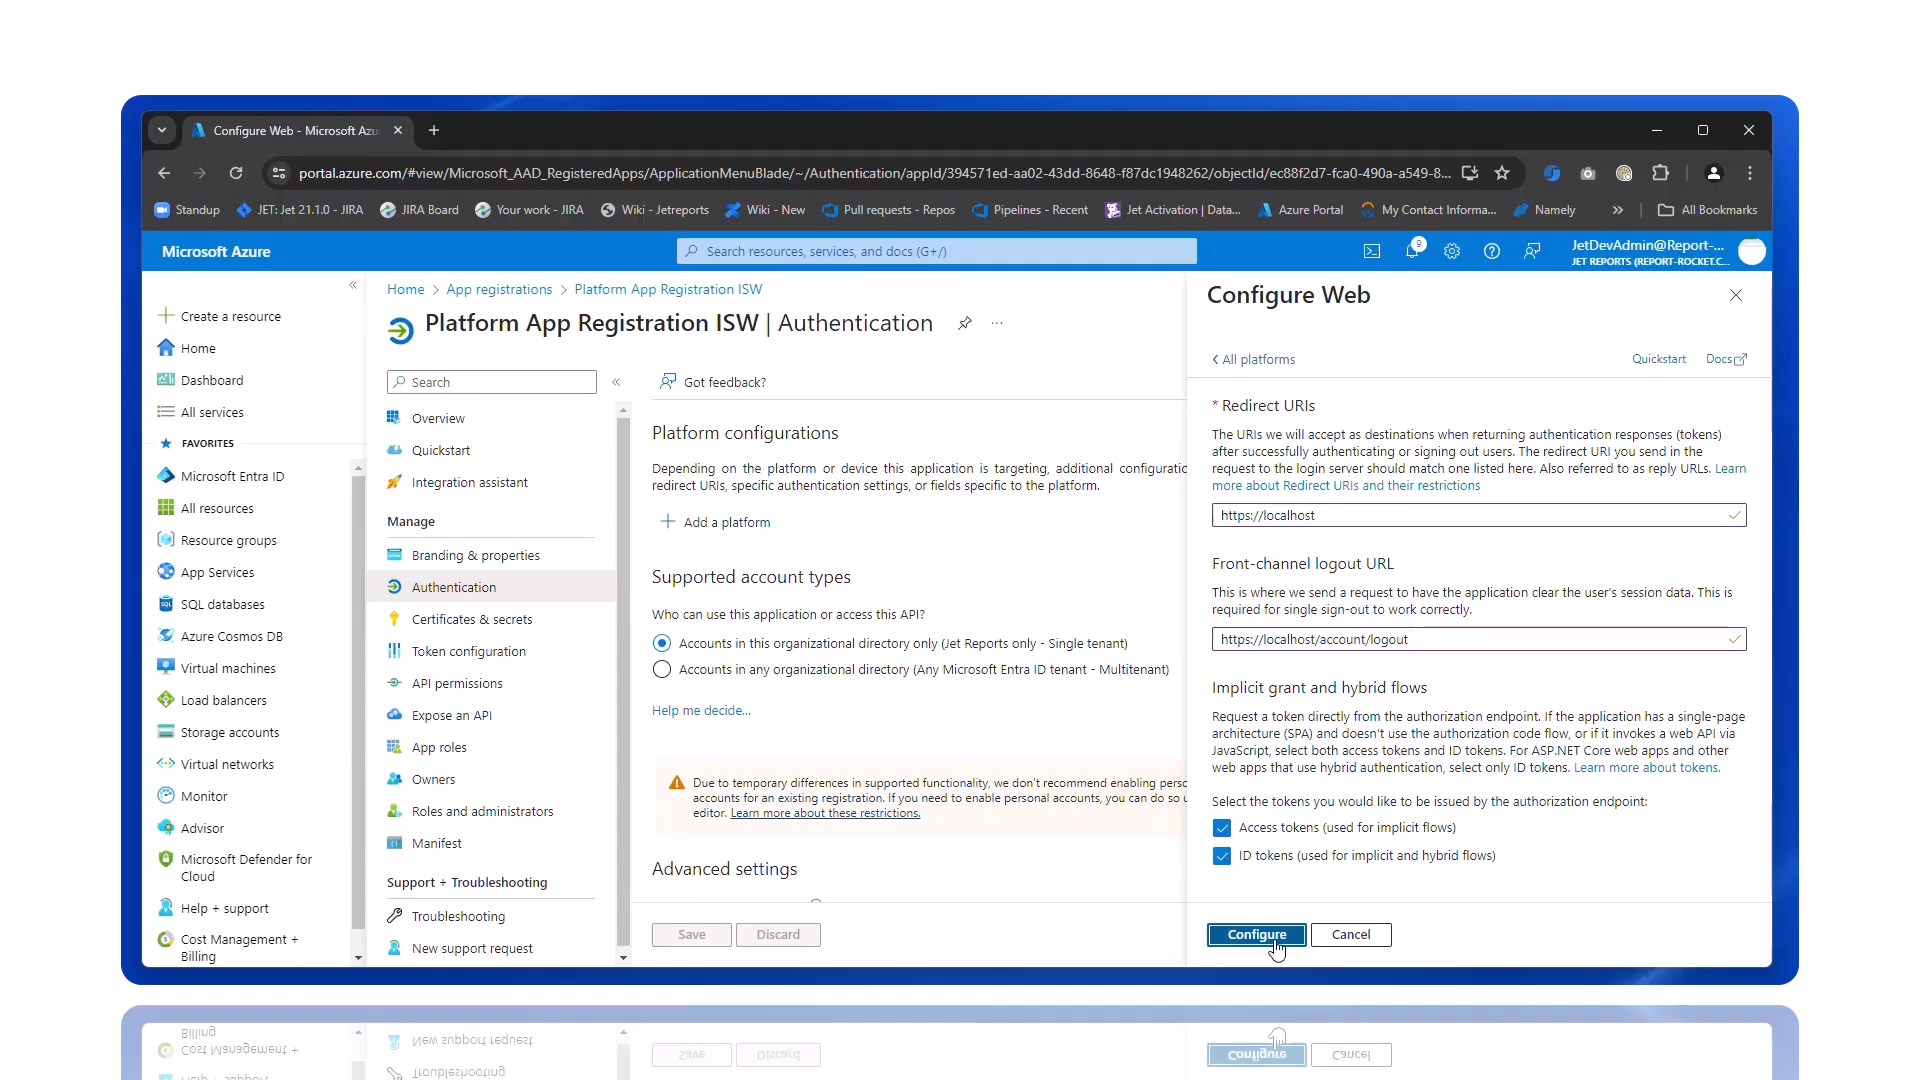 Configure Web - Microsoft Azu
portal.azure.com/#view/Microsoft_AAD_RegisteredApps/ApplicationMenuBlade/~/Authentication/appId/394571ed-aa02-43dd-8648-f87dc1948262/objectId/ec88f2d7-fca0-490a-a549-8...
Standup
JET: Jet 21.1.0 - JIRA
JIRA Board
Your work - JIRA
Wiki - Jetreports
Wiki - New
Pull requests - Repos
Pipelines - Recent
Jet Activation | Data...
Azure Portal
My Contact Informa...
Namely
»
All Bookmarks
Microsoft Azure
Search resources, services, and docs (G+/)
9
JetDevAdmin@Report-...
JET REPORTS (REPORT-ROCKET.C...
«
Create a resource
Home
Dashboard
All services
FAVORITES
Microsoft Entra ID
All resources
Resource groups
App Services
SQL databases
Azure Cosmos DB
Virtual machines
Load balancers
Storage accounts
Virtual networks
Monitor
Advisor
Microsoft Defender for
Cloud
Help + support
Cost Management +
Billing
Home > App registrations > Platform App Registration ISW
Platform App Registration ISW | Authentication
...
Search
«
Overview
Quickstart
Integration assistant
Manage
Branding & properties
Authentication
Certificates & secrets
Token configuration
API permissions
Expose an API
App roles
Owners
Roles and administrators
Manifest
Support + Troubleshooting
Troubleshooting
New support request
Got feedback?
Platform configurations
Depending on the platform or device this application is targeting, additional configuratio
redirect URIs, specific authentication settings, or fields specific to the platform.
Add a platform
Supported account types
Who can use this application or access this API?
Accounts in this organizational directory only (Jet Reports only - Single tenant)
Accounts in any organizational directory (Any Microsoft Entra ID tenant - Multitenant)
Help me decide...
Due to temporary differences in supported functionality, we don't recommend enabling perso
accounts for an existing registration. If you need to enable personal accounts, you can do so u
editor. Learn more about these restrictions.
Advanced settings
Save
Discard
Configure Web
All platforms
Quickstart
Docs
* Redirect URIs
The URIs we will accept as destinations when returning authentication responses (tokens)
after successfully authenticating or signing out users. The redirect URI you send in the
request to the login server should match one listed here. Also referred to as reply URLs. Learn
more about Redirect URIs and their restrictions
https://localhost
Front-channel logout URL
This is where we send a request to have the application clear the user's session data. This is
required for single sign-out to work correctly.
https://localhost/account/logout
Implicit grant and hybrid flows
Request a token directly from the authorization endpoint. If the application has a single-page
architecture (SPA) and doesn't use the authorization code flow, or if it invokes a web API via
JavaScript, select both access tokens and ID tokens. For ASP.NET Core web apps and other
web apps that use hybrid authentication, select only ID tokens. Learn more about tokens.
Select the tokens you would like to be issued by the authorization endpoint:
Access tokens (used for implicit flows)
ID tokens (used for implicit and hybrid flows)
Configure
Cancel